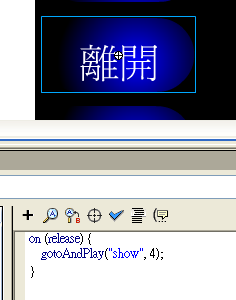 離開
on (release) {
gotoAndPlay("show", 4);
}